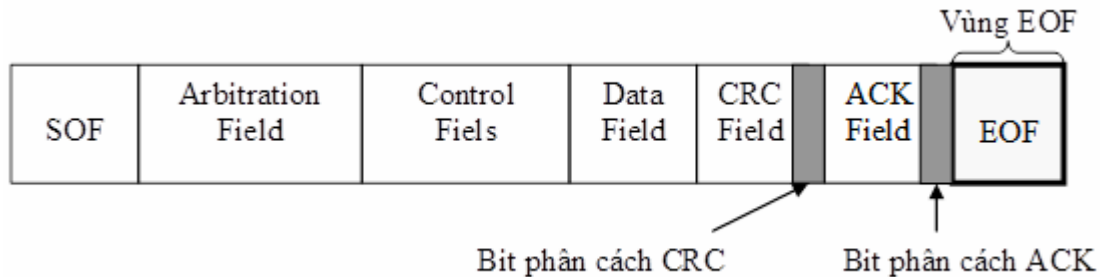 Vùng EOF
SOF
Arbitration
Field
Control
Fiels
Data
Field
CRC
Field
ACK
Field
EOF
Bit phân cách CRC
Bit phân cách ACK